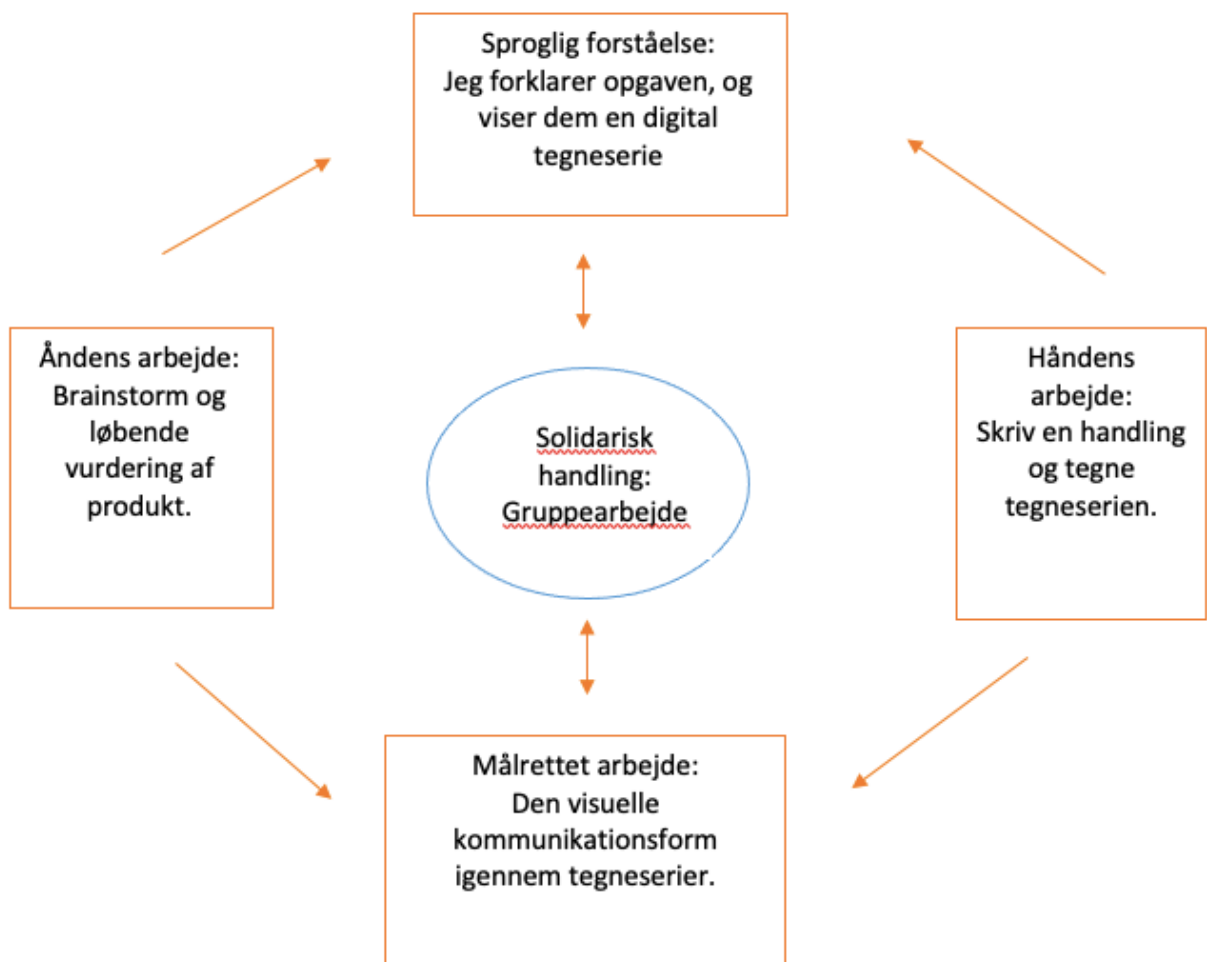 Sproglig forståelse:
Jeg forklarer opgaven, og
viser dem en digital
tegneserie
Åndens arbejde:
Brainstorm og
løbende
vurdering af
produkt.
Solidarisk
handling:
Gruppearbejde
Håndens
arbejde:
Skriv en handling
og tegne
tegneserien.
Målrettet arbejde:
Den visuelle
kommunikationsform
igennem tegneserier.